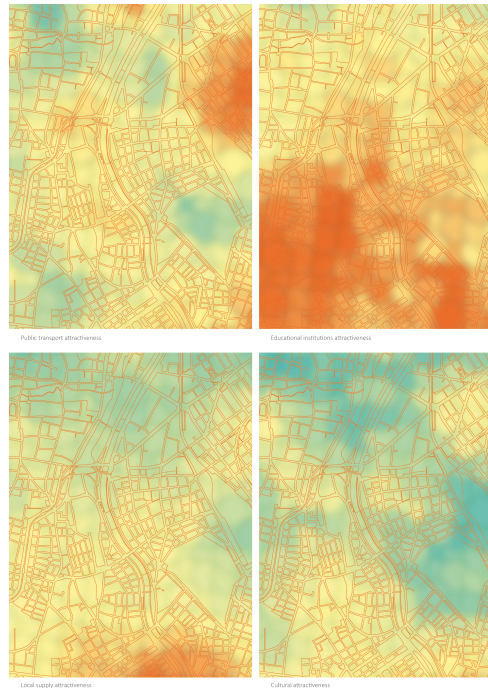 Public transport attractiveness
Educational institutions attractiveness
Local supply attractiveness
Cultural attractiveness